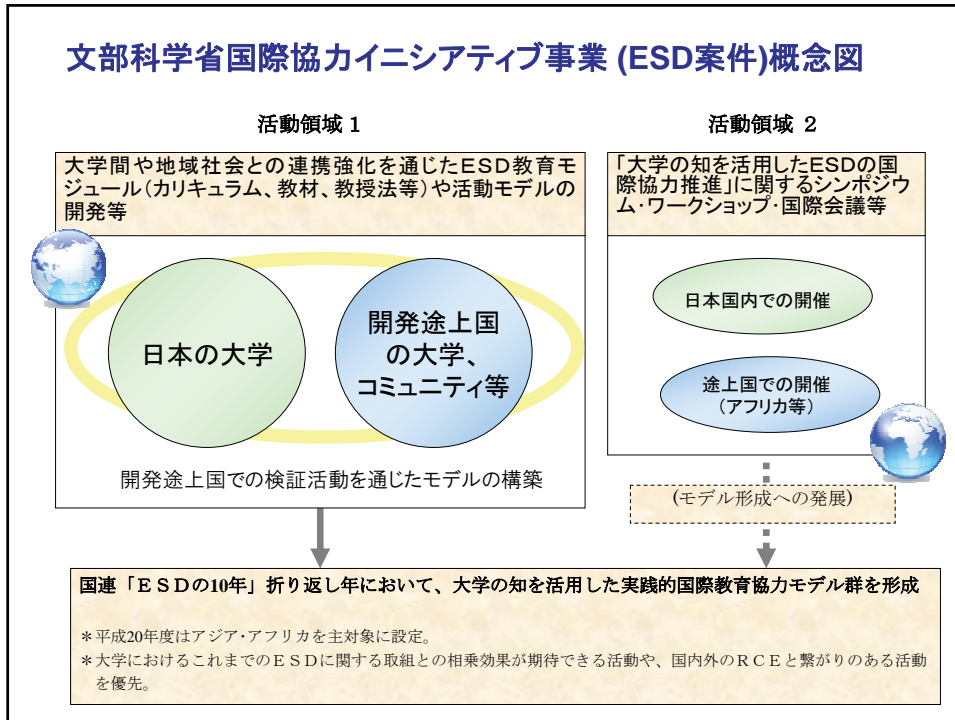 文部科学省国際協力イニシアティブ事業 (ESD案件)概念図
活動領域 1
大学間や地域社会との連携強化を通じたＥＳＤ教育モ
ジュール（カリキュラム、教材、教授法等）や活動モデルの
開発等
日本の大学
開発途上国
の大学、
コミュニティ等
開発途上国での検証活動を通じたモデルの構築
活動領域 2
「大学の知を活用したESDの国
際協力推進」に関するシンポジウ
ム・ワークショップ・国際会議等
日本国内での開催
途上国での開催
（アフリカ等）
(モデル形成への発展)
国連「ＥＳＤの10年」折り返し年において、大学の知を活用した実践的国際教育協力モデル群を形成
＊平成20年度はアジア・アフリカを主対象に設定。
＊大学におけるこれまでのＥＳＤに関する取組との相乗効果が期待できる活動や、国内外のＲＣＥと繋がりのある活動
を優先。